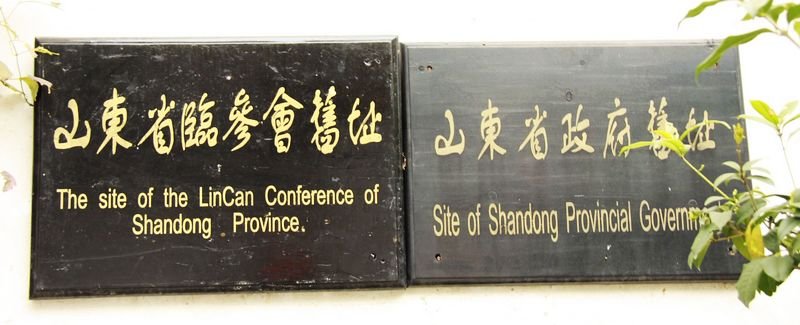 山東省臨參會舊址
The site of the LinCan Conference of
Shandong Province.
山東省政府舊址
Site of Shandong Provincial Governm